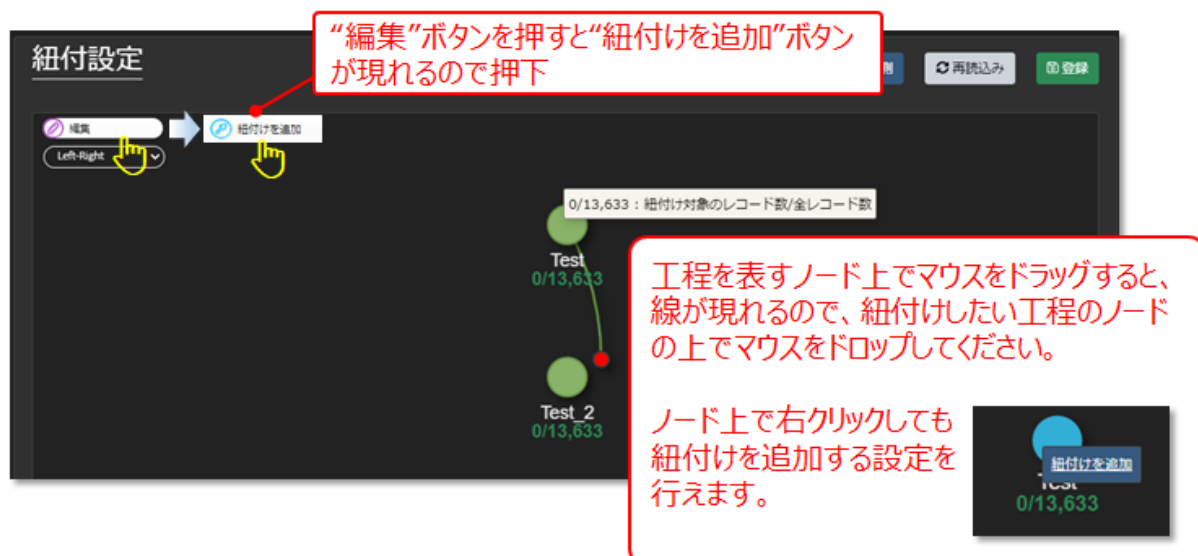 “編集”ボタンを押すと“紐付けを追加”ボタン
が現れるので押下
紐付設定
再読込み
登録
編集
紐付けを追加
Left-Right
0/13,633 : 紐付け対象のレコード数/全レコード数
Test
0/13,633
Test_2
0/13,633
工程を表すノード上でマウスをドラッグすると、
線が現れるので、紐付けしたい工程のノード
の上でマウスをドロップしてください。
ノード上で右クリックしても
紐付けを追加する設定を
行えます。
紐付けを追加
Test
0/13,633